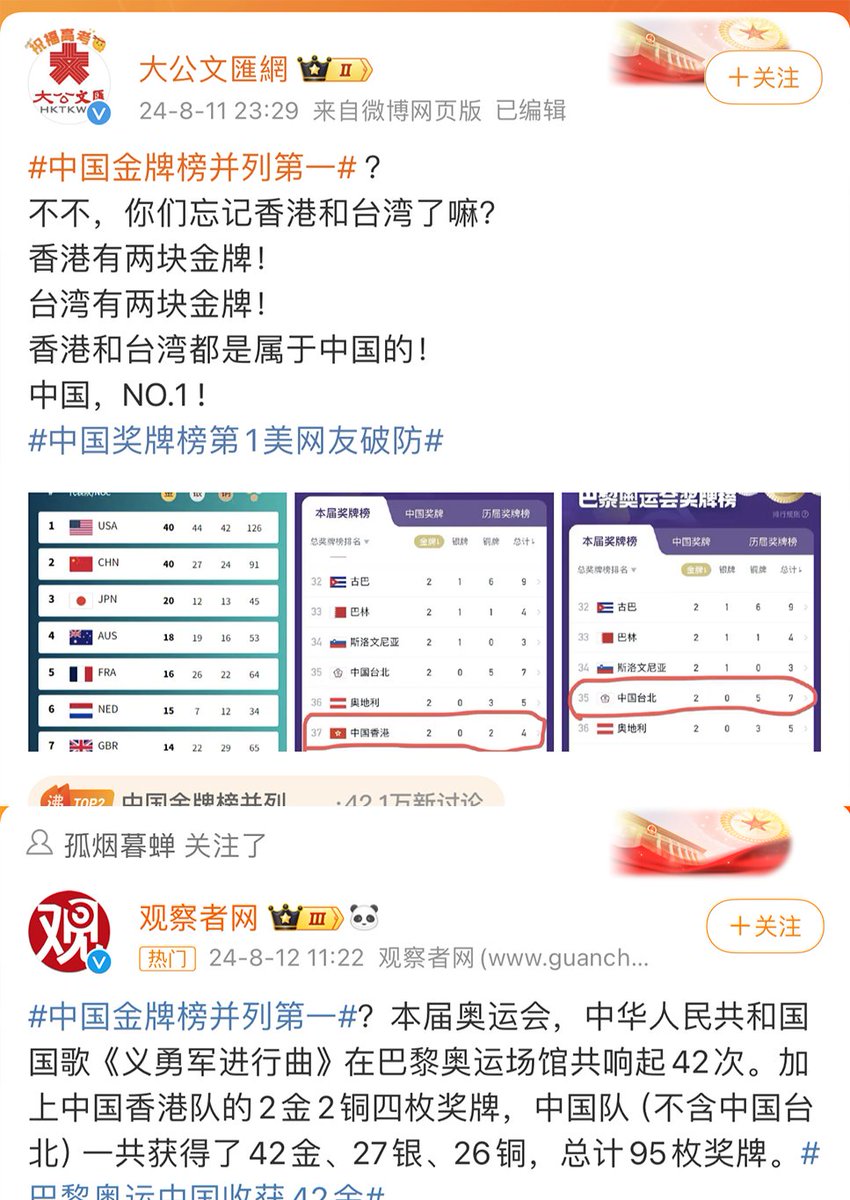 祝福高考
大公文匯
HKTKW
大公文匯網 II
+关注
24-8-11 23:29 来自微博网页版 已编辑
#中国金牌榜并列第一#？
不不，你们忘记香港和台湾了嘛？
香港有两块金牌！
台湾有两块金牌！
香港和台湾都是属于中国的！
中国，NO.1！
#中国奖牌榜第1美网友破防#
1 USA 40 44 42 126
2 CHN 40 27 24 91
3 JPN 20 12 13 45
4 AUS 18 19 16 53
5 FRA 16 26 22 64
6 NED 15 7 12 34
7 GBR 14 22 29 65
本届奖牌榜 中国奖牌 历届奖牌榜
总奖牌榜排名 金牌 银牌 铜牌 总计
32 古巴 2 1 6 9
33 巴林 2 1 1 4
34 斯洛文尼亚 2 1 0 3
35 中国台北 2 0 5 7
36 奥地利 2 0 3 5
37 中国香港 2 0 2 4
巴黎奥运会奖牌榜
排行规则
本届奖牌榜 中国奖牌 历届奖牌榜
总奖牌榜排名 金牌 银牌 铜牌 总计
32 古巴 2 1 6 9
33 巴林 2 1 1 4
34 斯洛文尼亚 2 1 0 3
35 中国台北 2 0 5 7
36 奥地利 2 0 3 5
沸 TOP2 中国金牌榜并列 ·42.1万新讨论
孤烟暮蝉 关注了
观
观察者网 III
+关注
热门 24-8-12 11:22 观察者网(www.guanch...
#中国金牌榜并列第一#？本届奥运会，中华人民共和国
国歌《义勇军进行曲》在巴黎奥运场馆共响起42次。加
上中国香港队的2金2铜四枚奖牌，中国队（不含中国台
北）一共获得了42金、27银、26铜，总计95枚奖牌。#
巴黎奥运中国收获42金#